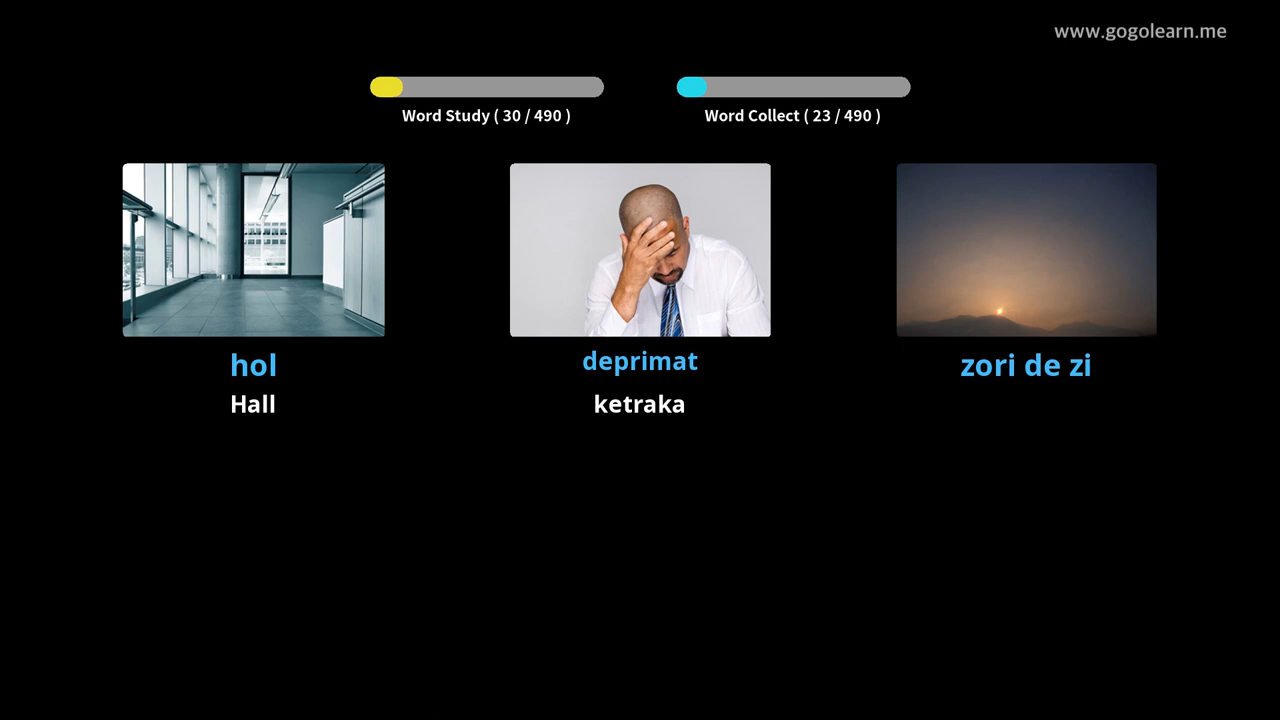 www.gogolearn.me
Word Study ( 30 / 490 )
Word Collect ( 23 / 490 )
hol
Hall
deprimat
ketraka
zori de zi